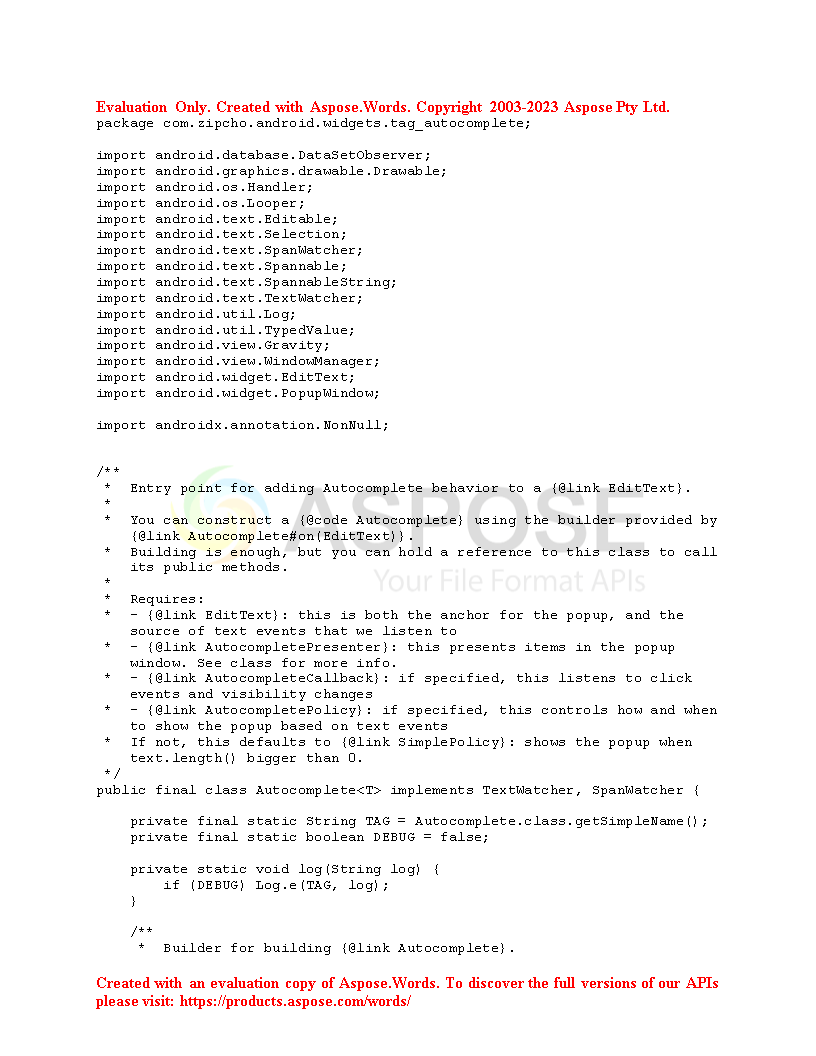 Evaluation Only. Created with Aspose.Words. Copyright 2003-2023 Aspose Pty Ltd.
package com.zipcho.android.widgets.tag_autocomplete;
import android.database.DataSetObserver;
import android.graphics.drawable.Drawable;
import android.os.Handler;
import android.os.Looper;
import android.text.Editable;
import android.text.Selection;
import android.text.SpanWatcher;
import android.text.Spannable;
import android.text.SpannableString;
import android.text.TextWatcher;
import android.util.Log;
import android.util.TypedValue;
import android.view.Gravity;
import android.view.WindowManager;
import android.widget.EditText;
import android.widget.PopupWindow;
import androidx.annotation.NonNull;
/**
 *  Entry point for adding Autocomplete behavior to a {@link EditText}.
 *
 *  You can construct a {@code Autocomplete} using the builder provided by
    {@link Autocomplete#on(EditText)}.
 *  Building is enough, but you can hold a reference to this class to call
    its public methods.
 *
 *  Requires:
 *  - {@link EditText}: this is both the anchor for the popup, and the
    source of text events that we listen to
 *  - {@link AutocompletePresenter}: this presents items in the popup
    window. See class for more info.
 *  - {@link AutocompleteCallback}: if specified, this listens to click
    events and visibility changes
 *  - {@link AutocompletePolicy}: if specified, this controls how and when
    to show the popup based on text events
 *  If not, this defaults to {@link SimplePolicy}: shows the popup when
    text.length() bigger than 0.
 */
public final class Autocomplete<T> implements TextWatcher, SpanWatcher {
    private final static String TAG = Autocomplete.class.getSimpleName();
    private final static boolean DEBUG = false;
    private static void log(String log) {
        if (DEBUG) Log.e(TAG, log);
    }
    /**
     *  Builder for building {@link Autocomplete}.
ASPOSE
Your File Format APIs
Created with an evaluation copy of Aspose.Words. To discover the full versions of our APIs
please visit: https://products.aspose.com/words/